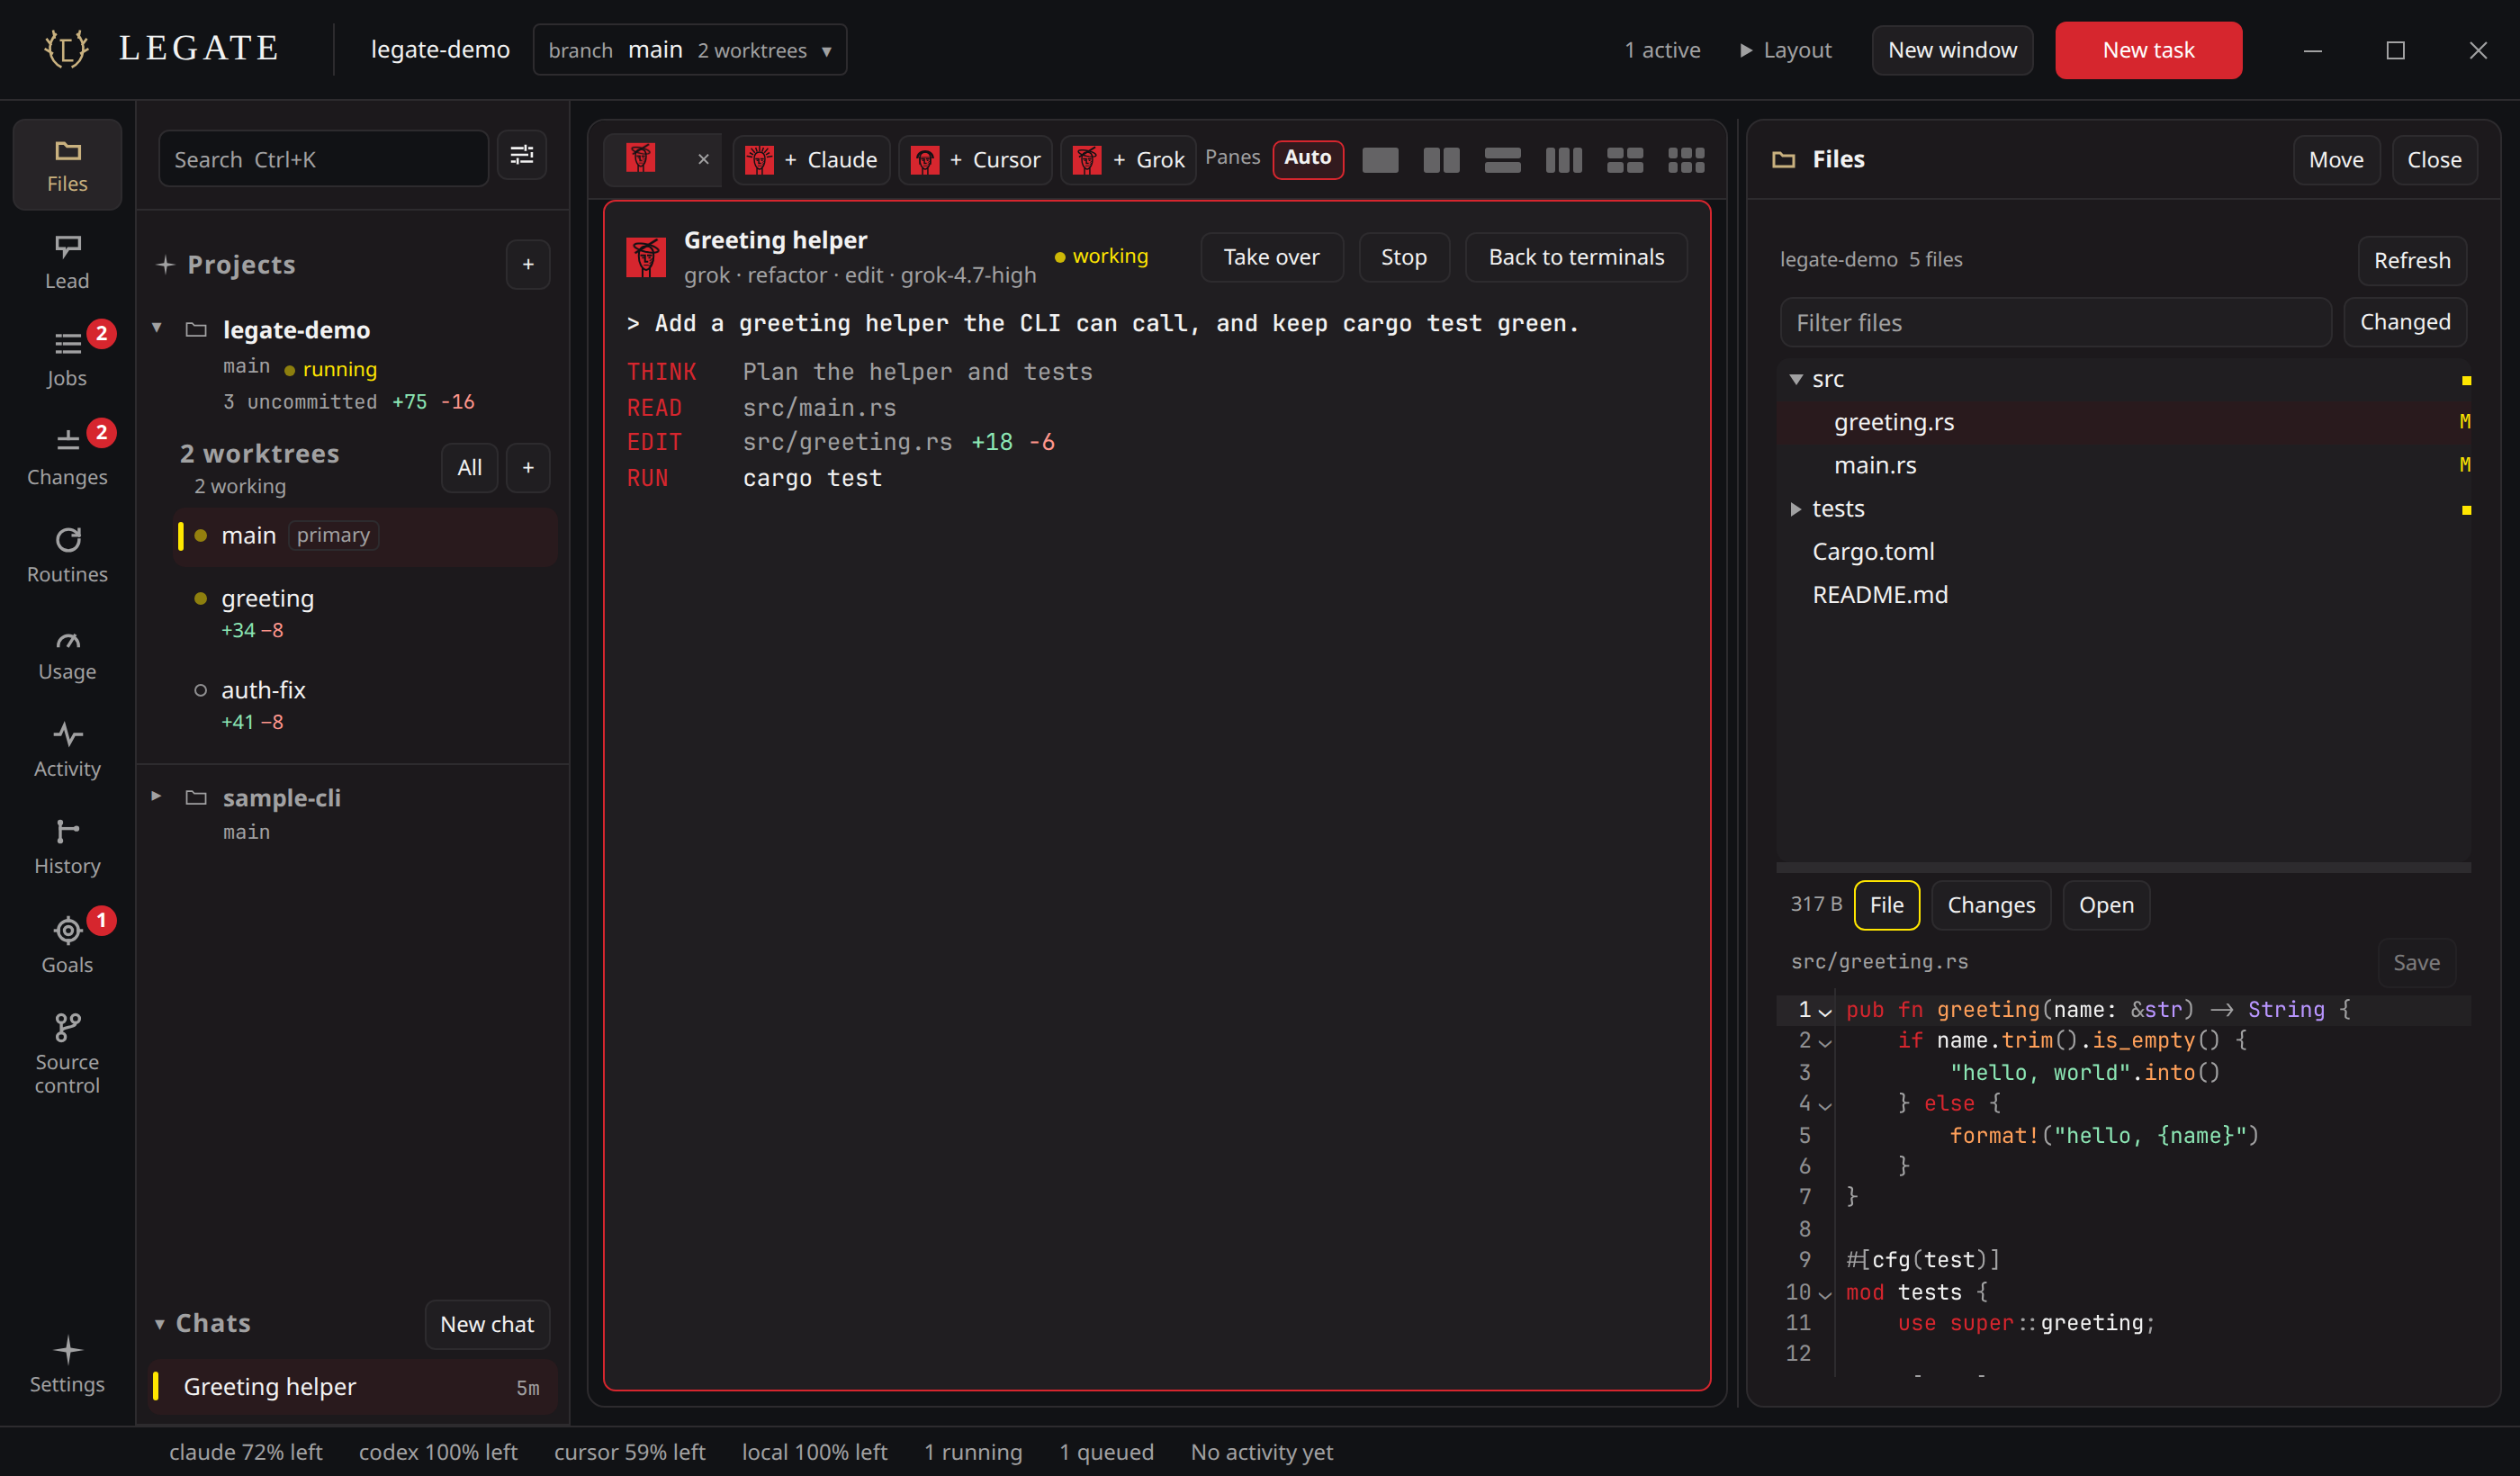 LEGATE legate-demo branch main 2 worktrees ▾ 1 active ▶ Layout New window New task
Files
Lead
2
Jobs
2
Changes
Routines
Usage
Activity
History
1
Goals
Source
control
Settings
Search Ctrl+K
Projects +
▾ legate-demo
main running
3 uncommitted +75 -16
2 worktrees All +
2 working
main primary
greeting
+34 −8
auth-fix
+41 −8
▸ sample-cli
main
▾ Chats New chat
Greeting helper 5m
× + Claude + Cursor + Grok Panes Auto
Greeting helper
grok · refactor · edit · grok-4.7-high
working Take over Stop Back to terminals
> Add a greeting helper the CLI can call, and keep cargo test green.
THINK Plan the helper and tests
READ src/main.rs
EDIT src/greeting.rs +18 -6
RUN cargo test
Files Move Close
legate-demo 5 files Refresh
Filter files Changed
src
greeting.rs M
main.rs M
tests
Cargo.toml
README.md
317 B File Changes Open
src/greeting.rs Save
1 pub fn greeting(name: &str) -> String {
2 if name.trim().is_empty() {
3 "hello, world".into()
4 } else {
5 format!("hello, {name}")
6 }
7 }
8
9 #[cfg(test)]
10 mod tests {
11 use super::greeting;
12
claude 72% left codex 100% left cursor 59% left local 100% left 1 running 1 queued No activity yet